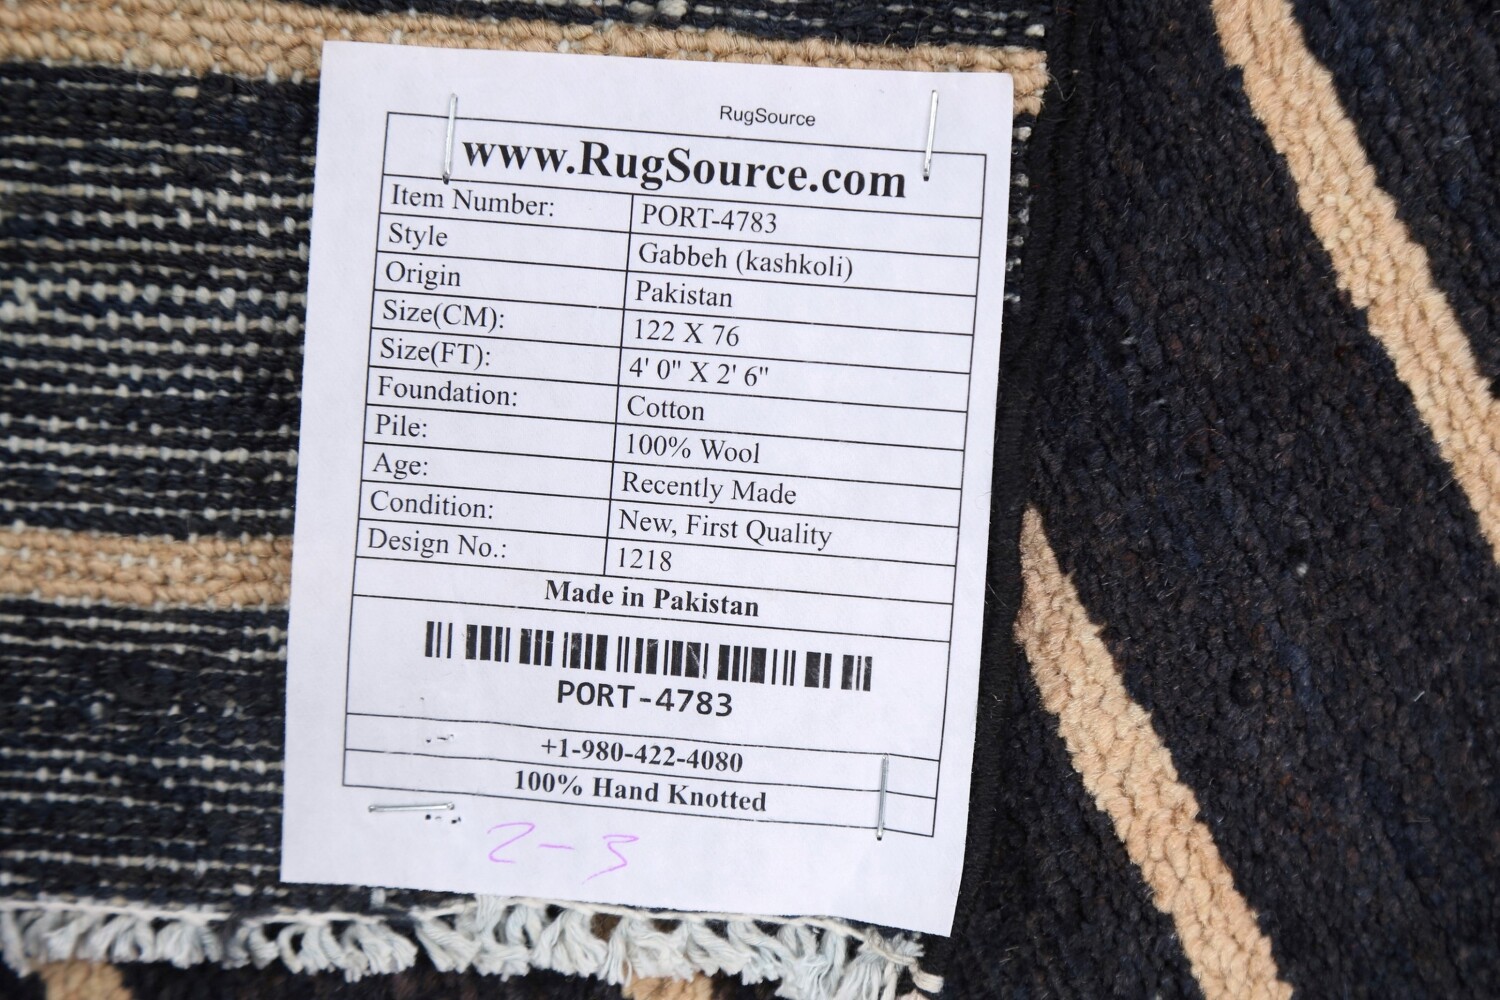 RugSource
www.RugSource.com
Item Number: PORT-4783
Style Gabbeh (kashkoli)
Origin Pakistan
Size(CM): 122 X 76
Size(FT): 4' 0" X 2' 6"
Foundation: Cotton
Pile: 100% Wool
Age: Recently Made
Condition: New, First Quality
Design No.: 1218
Made in Pakistan
PORT-4783
+1-980-422-4080
100% Hand Knotted
2-3